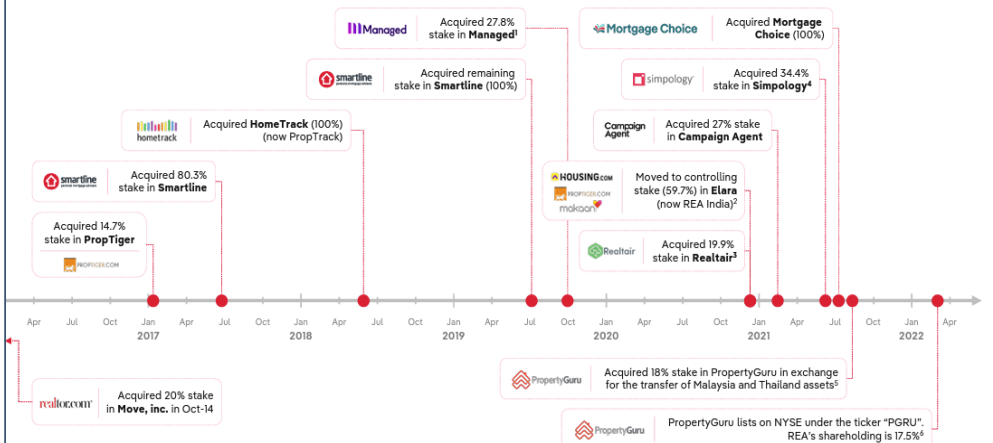 Managed
Acquired 27.8%
stake in Managed¹
Mortgage Choice
Acquired Mortgage
Choice (100%)
smartline
Acquired remaining
stake in Smartline (100%)
simpology
Acquired 34.4%
Simpology⁴
hometrack
Acquired HomeTrack (100%)
(now PropTrack)
Campaign
Agent
Acquired 27% stake
in Campaign Agent
smartline
personal mortgage advisers
Acquired 80.3%
stake in Smartline
HOUSING.COM
PROPTIGER.COM
makaan
Moved to controlling
stake (59.7%) in Elara
(now REA India)²
Acquired 14.7%
stake in PropTiger
PROPTIGER.COM
Realtair
Acquired 19.9%
stake in Realtair³
Apr Jul Oct Jan Apr Jul Oct Jan Apr Jul Oct Jan Apr Jul Oct Jan Apr Jul Oct Jan Apr Jul Oct Jan Apr
2017 2018 2019 2020 2021 2022
PropertyGuru
Acquired 18% stake in PropertyGuru in exchange
for the transfer of Malaysia and Thailand assets⁵
realtor.com®
Acquired 20% stake
in Move, inc. in Oct-14
PropertyGuru
PropertyGuru lists on NYSE under the ticker “PGRU”.
REA's shareholding is 17.5%⁶